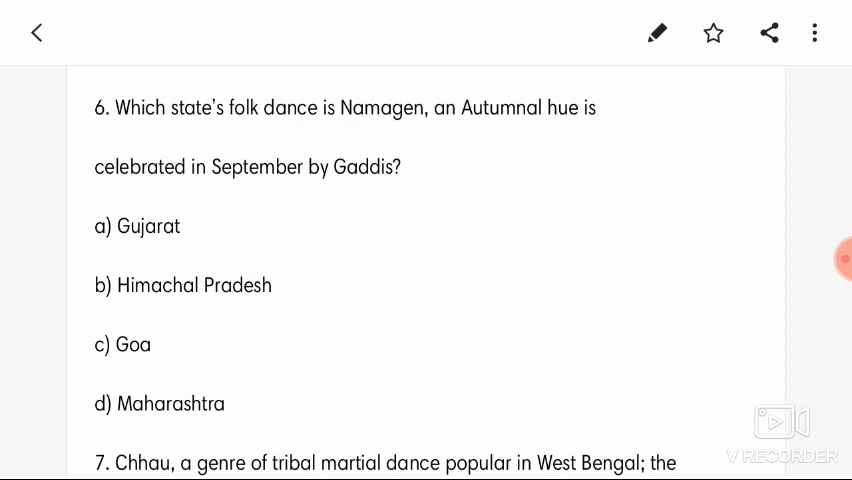 6. Which state's folk dance is Namagen, an Autumnal hue is
celebrated in September by Gaddis?
a) Gujarat
b) Himachal Pradesh
c) Goa
d) Maharashtra
7. Chhau, a genre of tribal martial dance popular in West Bengal; the
V RECORDER